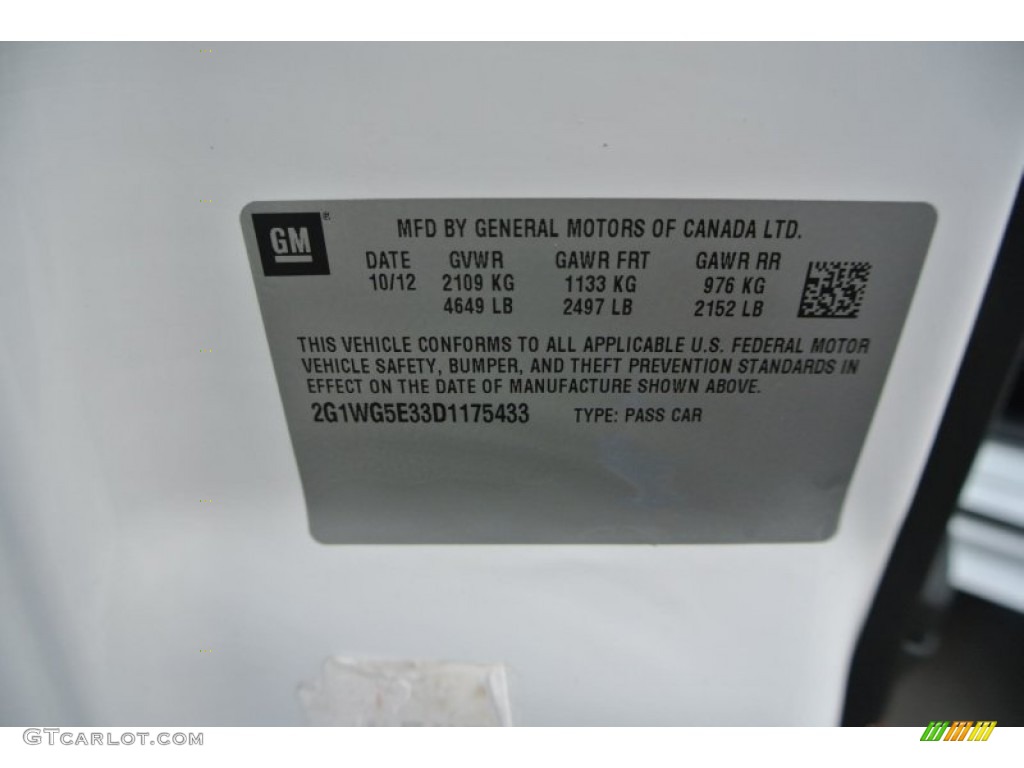 GM®
MFD BY GENERAL MOTORS OF CANADA LTD.
DATE GVWR GAWR FRT GAWR RR
10/12 2109 KG 1133 KG 976 KG
4649 LB 2497 LB 2152 LB
THIS VEHICLE CONFORMS TO ALL APPLICABLE U.S. FEDERAL MOTOR
VEHICLE SAFETY, BUMPER, AND THEFT PREVENTION STANDARDS IN
EFFECT ON THE DATE OF MANUFACTURE SHOWN ABOVE.
2G1WG5E33D1175433 TYPE: PASS CAR
GTcarLot.com